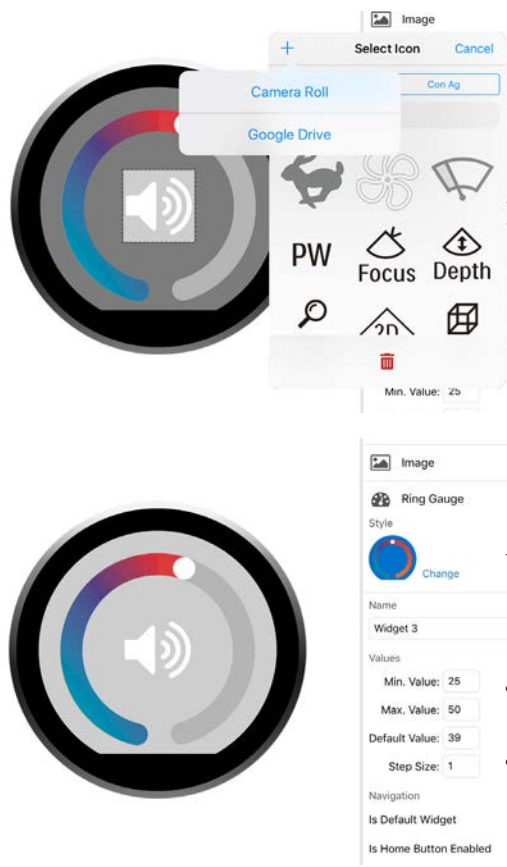 Image
Select Icon
Cancel
Camera Roll
Con Ag
Google Drive
PW
Focus
Depth
2D
Min. Value: 25
Image
Ring Gauge
Style
Change
Name
Widget 3
Values
Min. Value: 25
Max. Value: 50
Default Value: 39
Step Size: 1
Navigation
Is Default Widget
Is Home Button Enabled